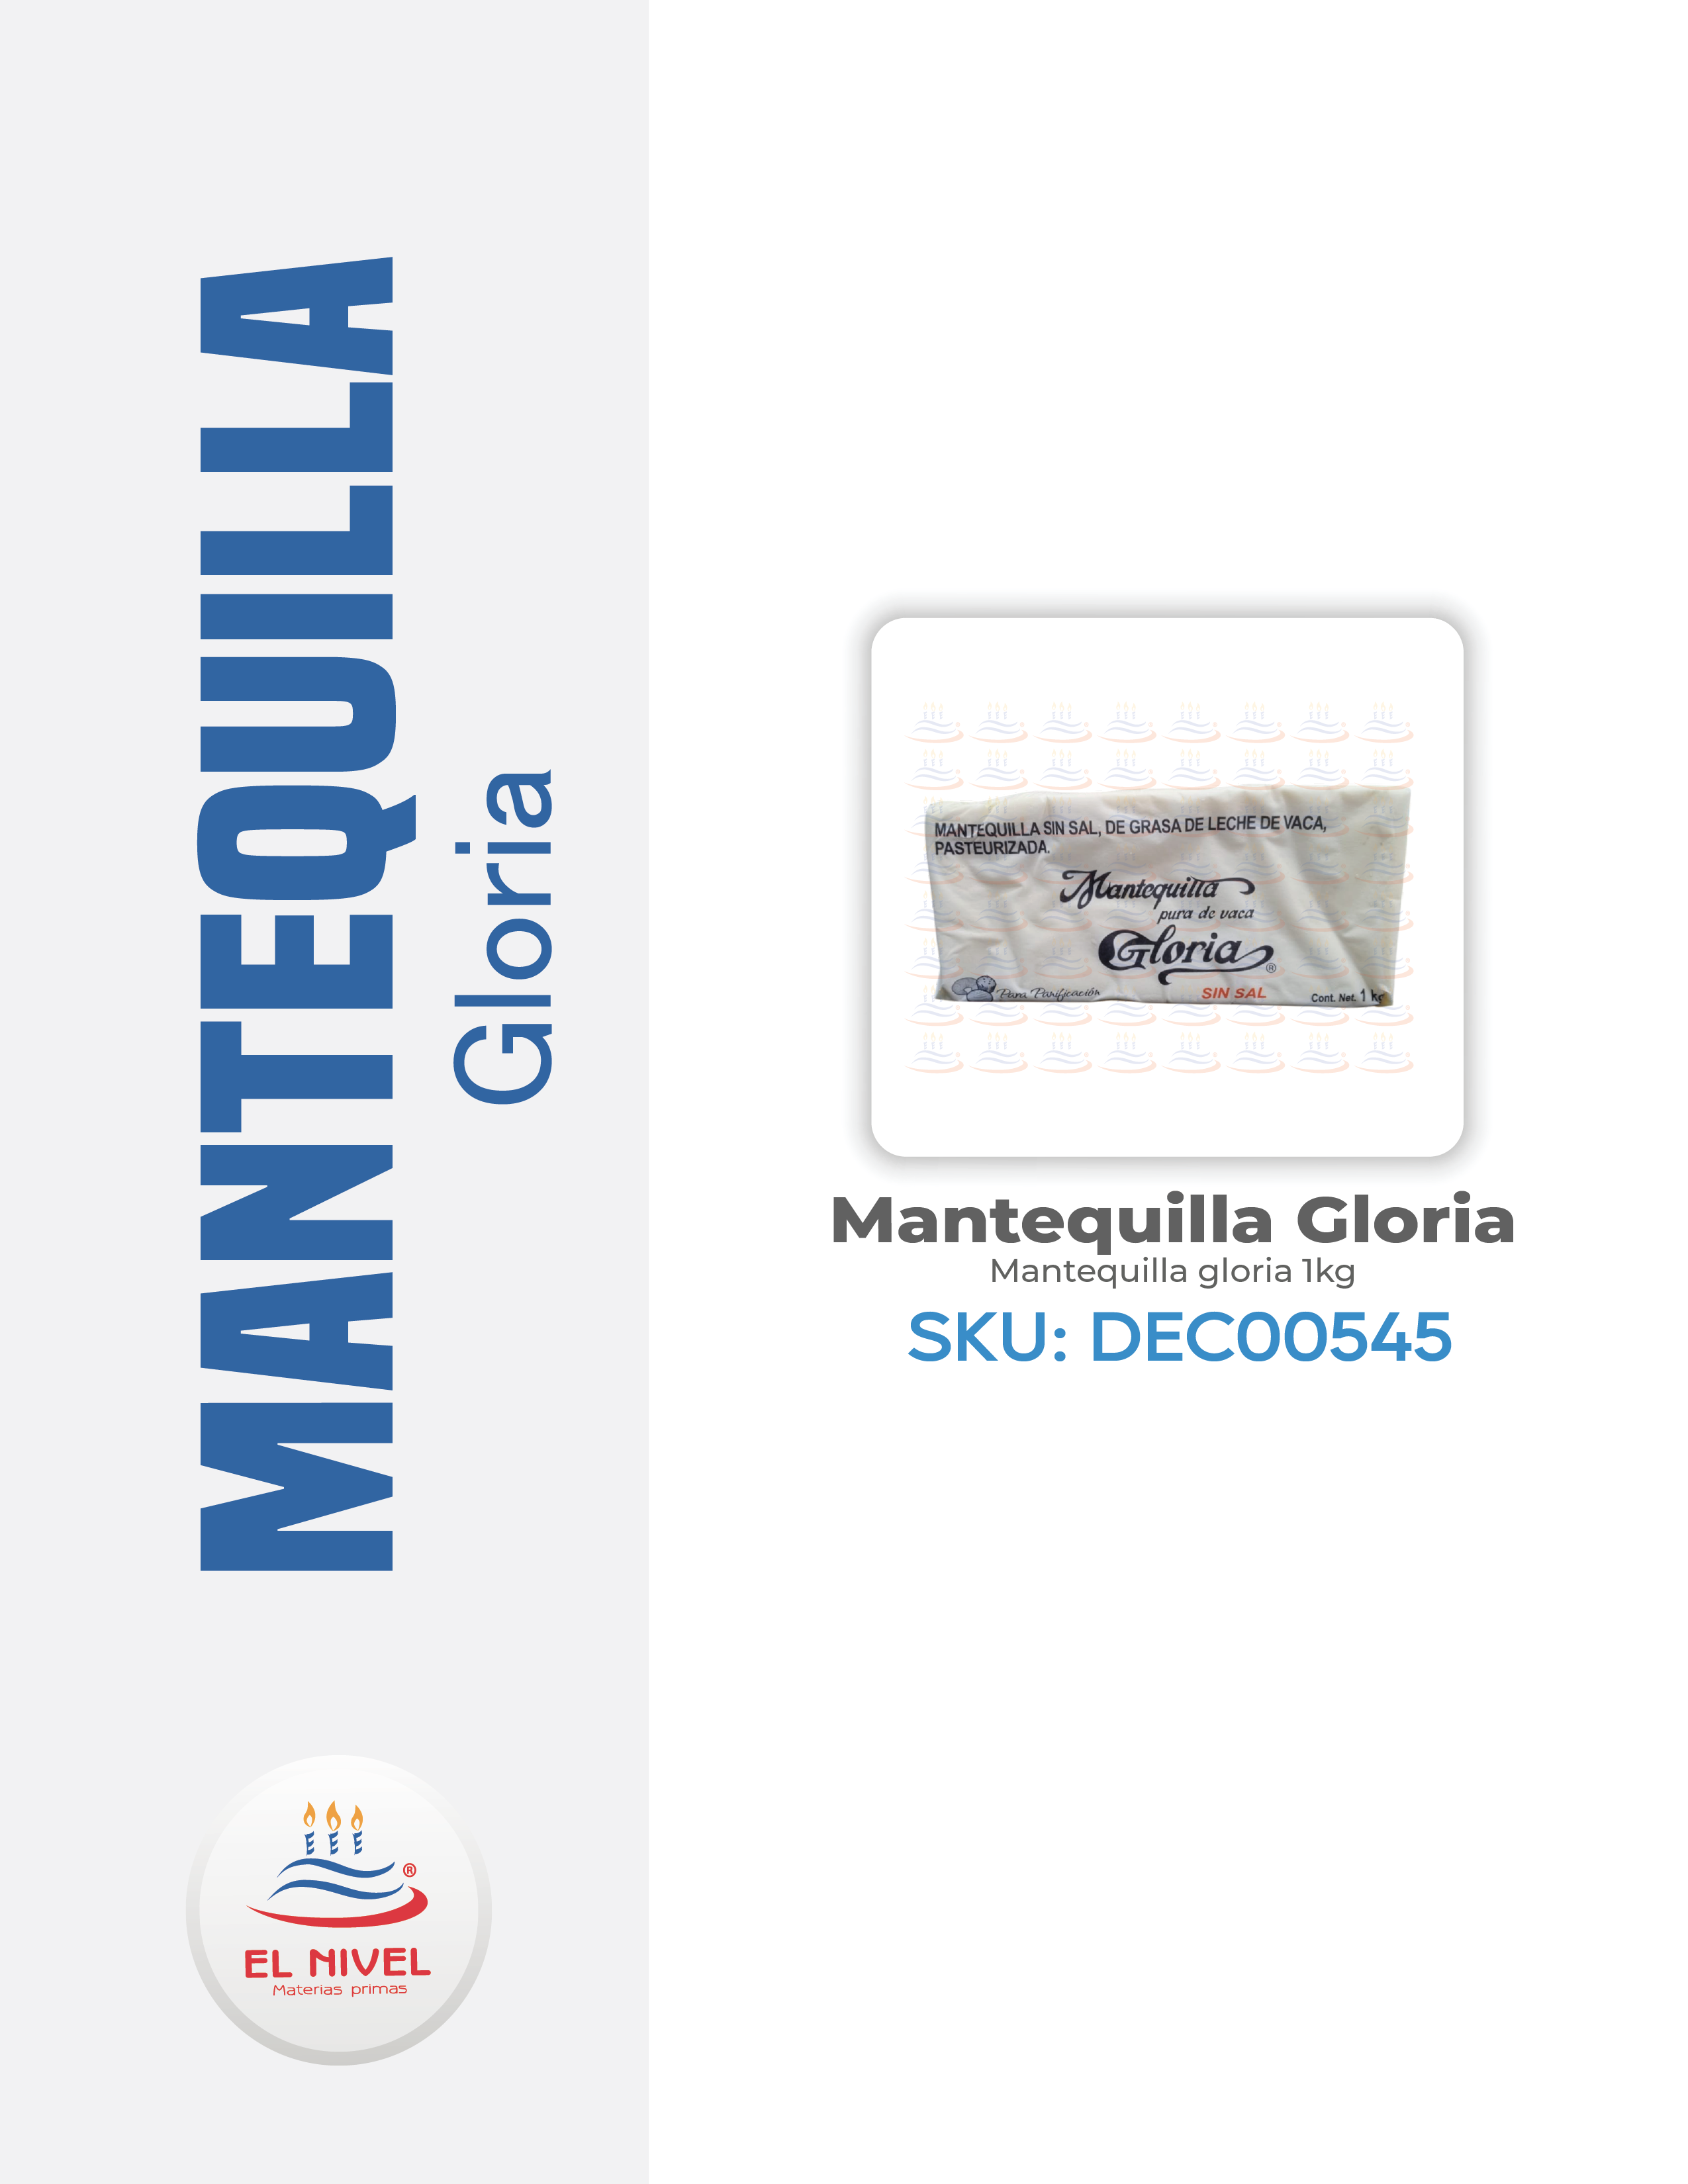 MANTEQUILLA
Gloria
MANTEQUILLA SIN SAL, DE GRASA DE LECHE DE VACA,
PASTEURIZADA.
Mantequilla
pura de vaca
Gloria®
Para Panificación
SIN SAL
Cont. Net. 1 kg
Mantequilla Gloria
Mantequilla gloria 1kg
SKU: DEC00545
®
EL NIVEL
Materias primas